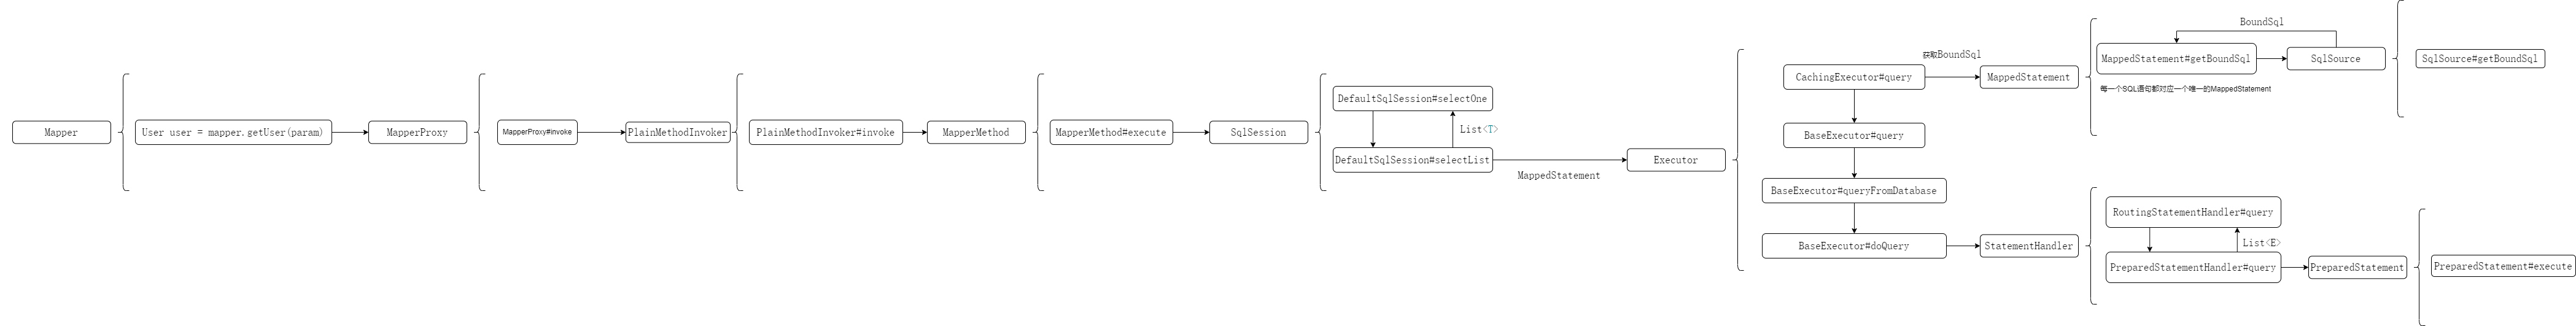 Mapper
User user = mapper.getUser(param)
MapperProxy
MapperProxy#invoke
PlainMethodInvoker
PlainMethodInvoker#invoke
MapperMethod
MapperMethod#execute
SqlSession
DefaultSqlSession#selectOne
List<T>
DefaultSqlSession#selectList
MappedStatement
Executor
CachingExecutor#query
获取BoundSql
MappedStatement
BaseExecutor#query
BaseExecutor#queryFromDatabase
BaseExecutor#doQuery
BoundSql
MappedStatement#getBoundSql
SqlSource
每一个SQL语句都对应一个唯一的MappedStatement
SqlSource#getBoundSql
StatementHandler
RoutingStatementHandler#query
List<E>
PreparedStatementHandler#query
PreparedStatement
PreparedStatement#execute